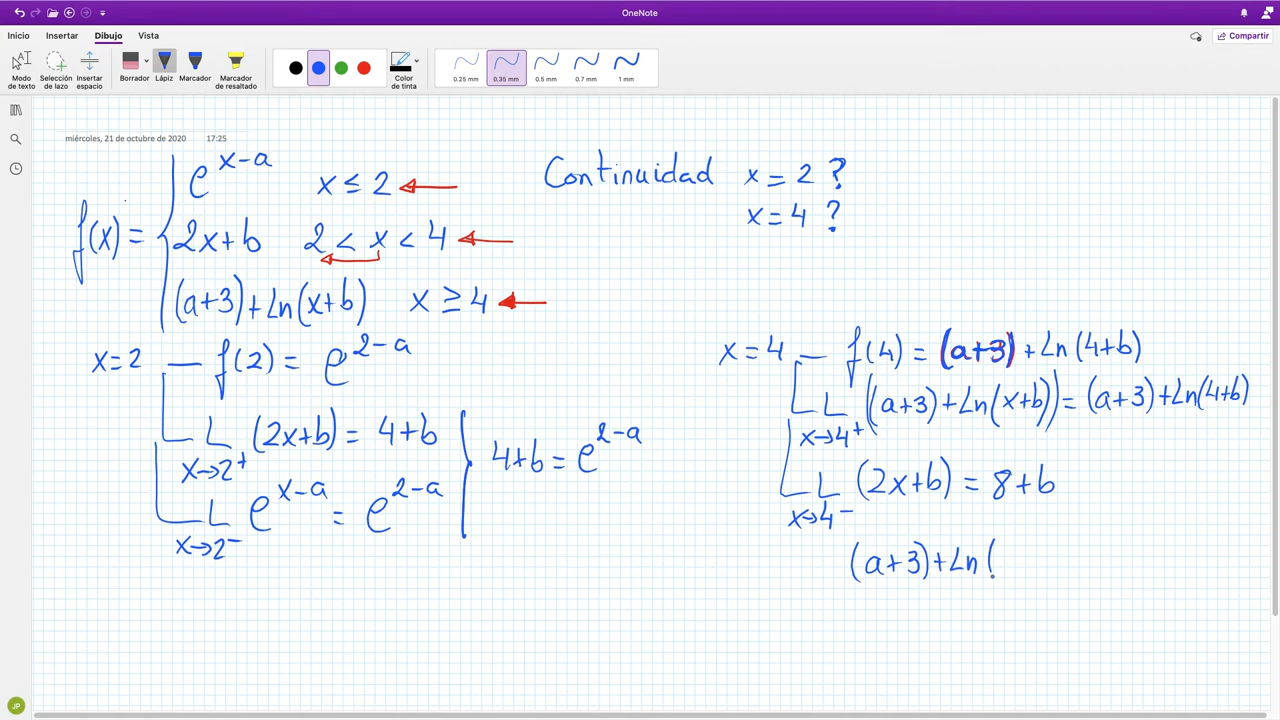 OneNote
Inicio Insertar Dibujo Vista
Compartir
Modo de texto
Selección de lazo
Insertar espacio
Borrador
Lápiz
Marcador
Marcador de resaltado
Color de tinta
0.25 mm
0.35 mm
0.5 mm
0.7 mm
1 mm
miércoles, 21 de octubre de 2020 17:25
f(x) = { e^{x-a} x ≤ 2
2x+b 2 < x < 4
(a+3)+Ln(x+b) x ≥ 4
Continuidad x = 2 ?
x = 4 ?
x=2 — f(2) = e^{2-a}
L x→2⁺ (2x+b) = 4+b
L x→2⁻ e^{x-a} = e^{2-a}
4+b = e^{2-a}
x=4 — f(4) = (a+3) + Ln(4+b)
L x→4⁺ ((a+3)+Ln(x+b)) = (a+3)+Ln(4+b)
L x→4⁻ (2x+b) = 8+b
(a+3)+Ln(
JP